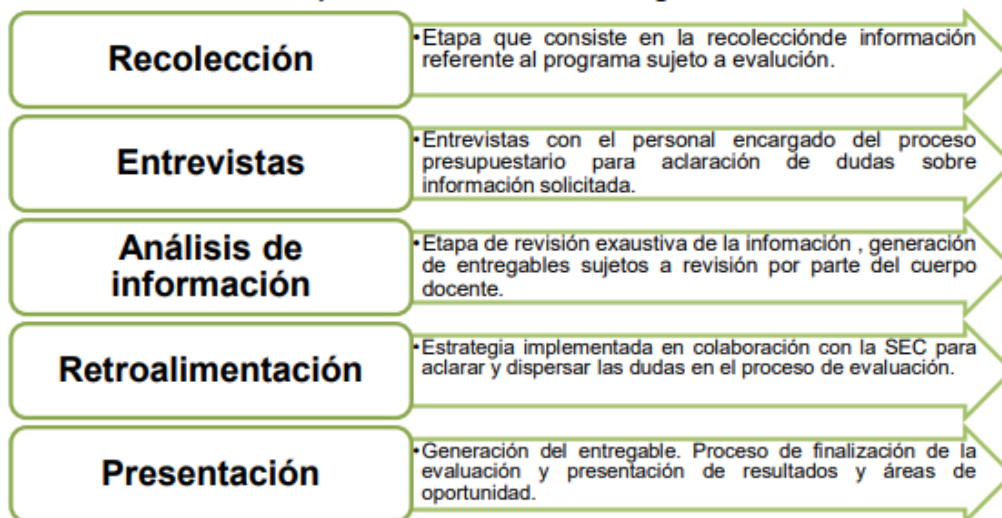 Recolección
•Etapa que consiste en la recolecciónde información
referente al programa sujeto a evalución.
Entrevistas
•Entrevistas con el personal encargado del proceso
presupuestario para aclaración de dudas sobre
información solicitada.
Análisis de
información
•Etapa de revisión exaustiva de la infomación , generación
de entregables sujetos a revisión por parte del cuerpo
docente.
Retroalimentación
•Estrategia implementada en colaboración con la SEC para
aclarar y dispersar las dudas en el proceso de evaluación.
Presentación
•Generación del entregable. Proceso de finalización de la
evaluación y presentación de resultados y áreas de
oportunidad.